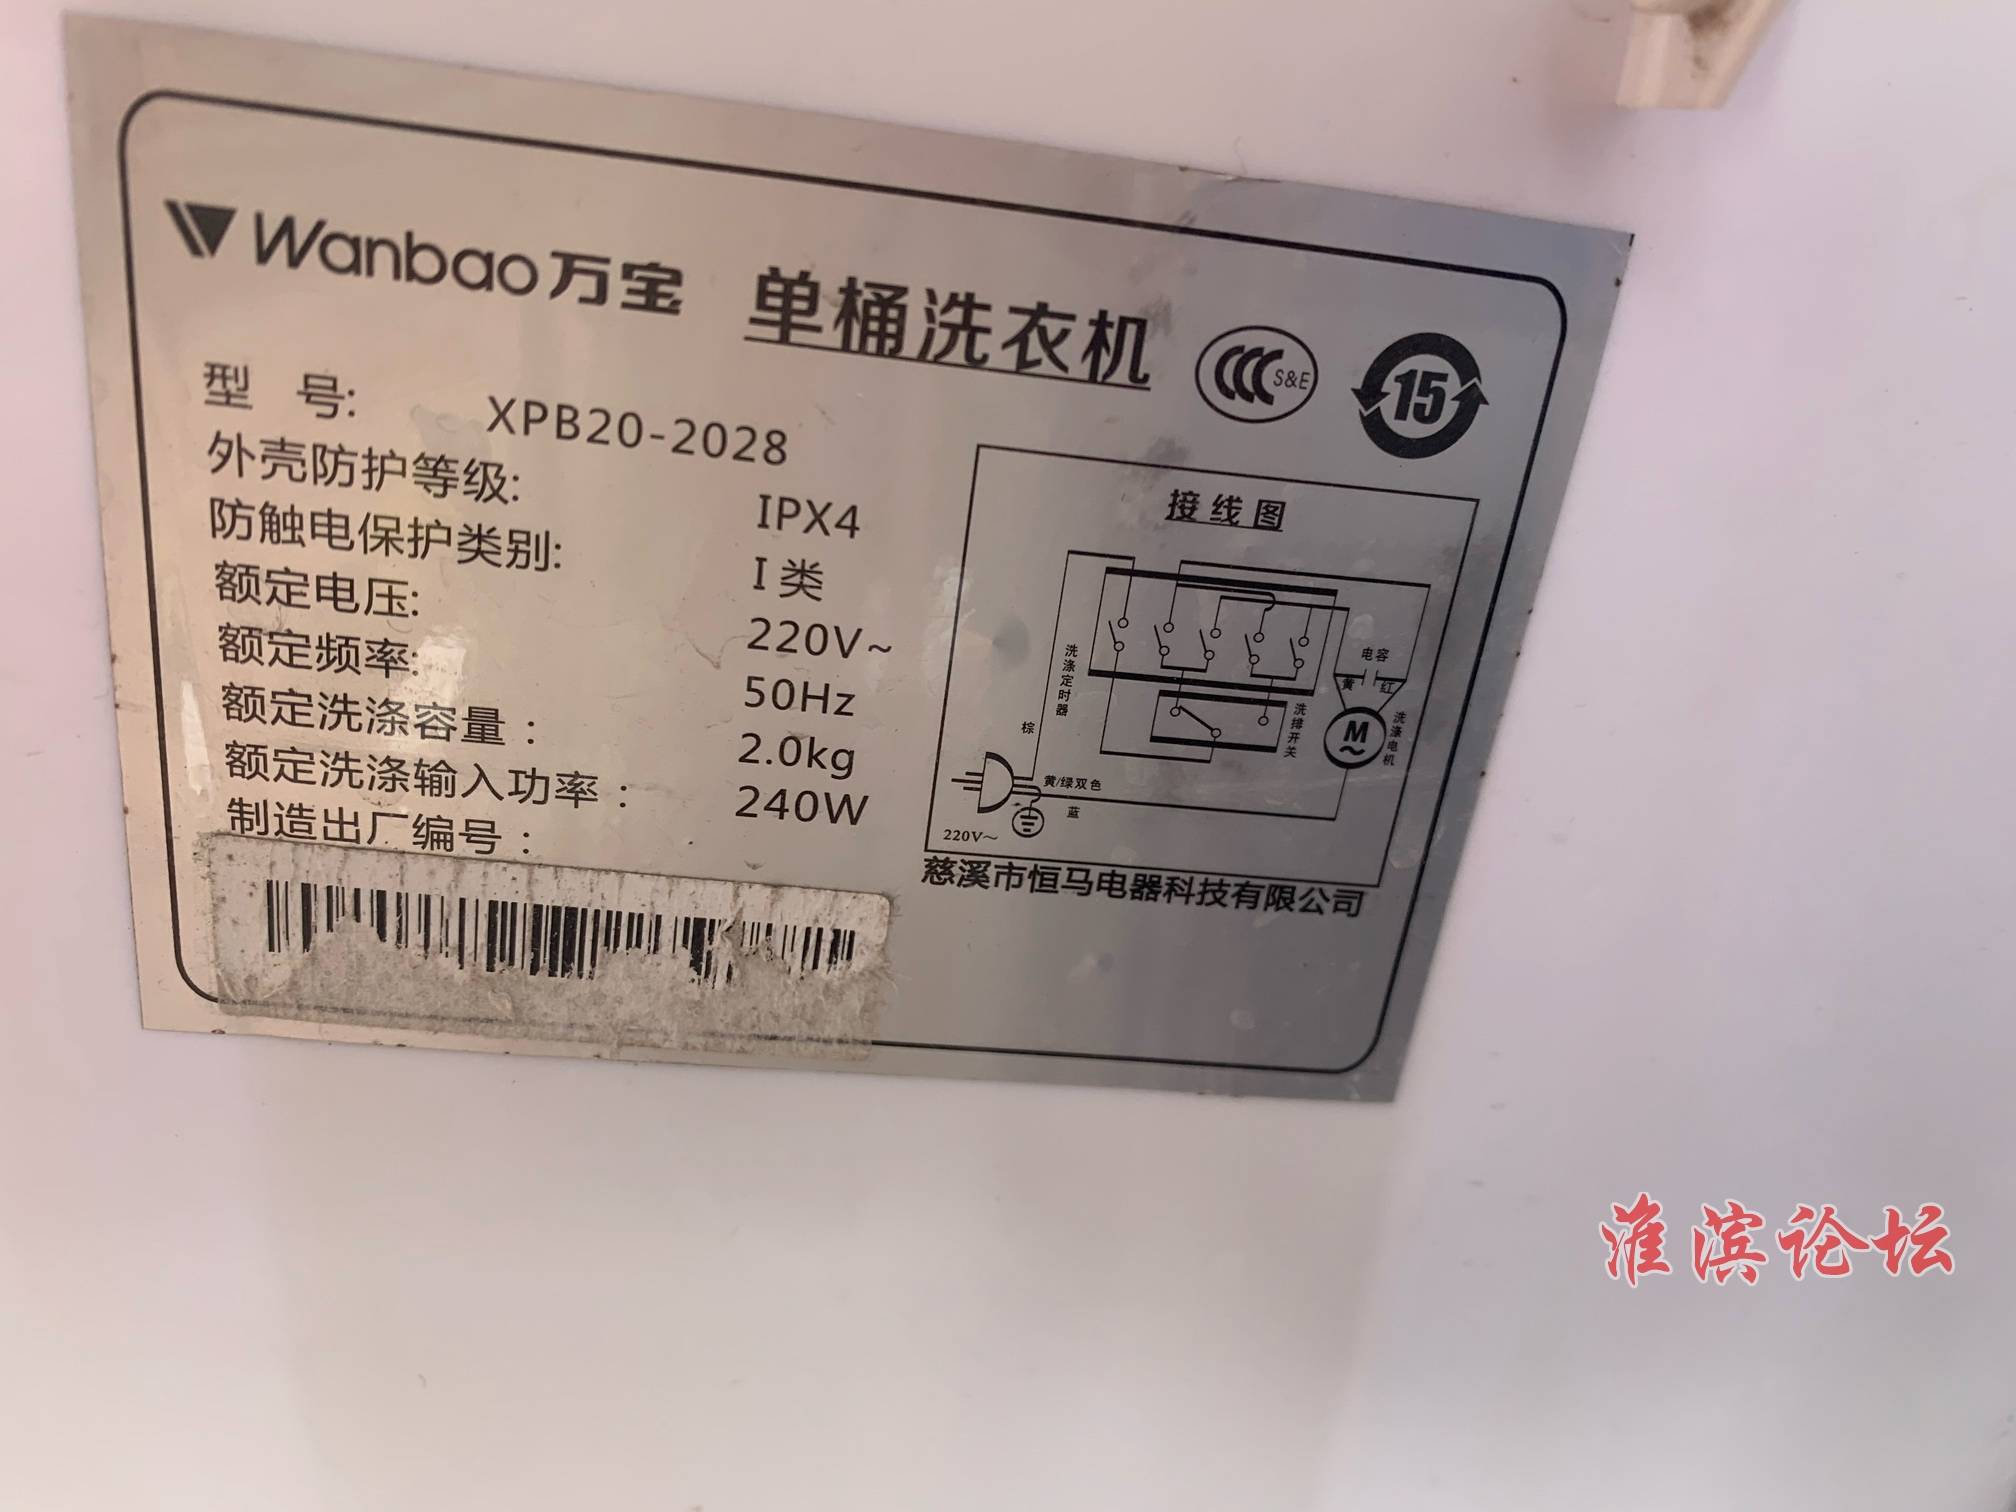 Wanbao万宝 单桶洗衣机
CCC S&E
15
型 号: XPB20-2028
外壳防护等级: IPX4
防触电保护类别: I类
额定电压: 220V~
额定频率: 50Hz
额定洗涤容量: 2.0kg
额定洗涤输入功率: 240W
制造出厂编号:
接线图
洗涤定时器
洗排开关
电容
黄 红
M
~
洗涤电机
棕
黄/绿双色
蓝
220V~
慈溪市恒马电器科技有限公司
淮滨论坛